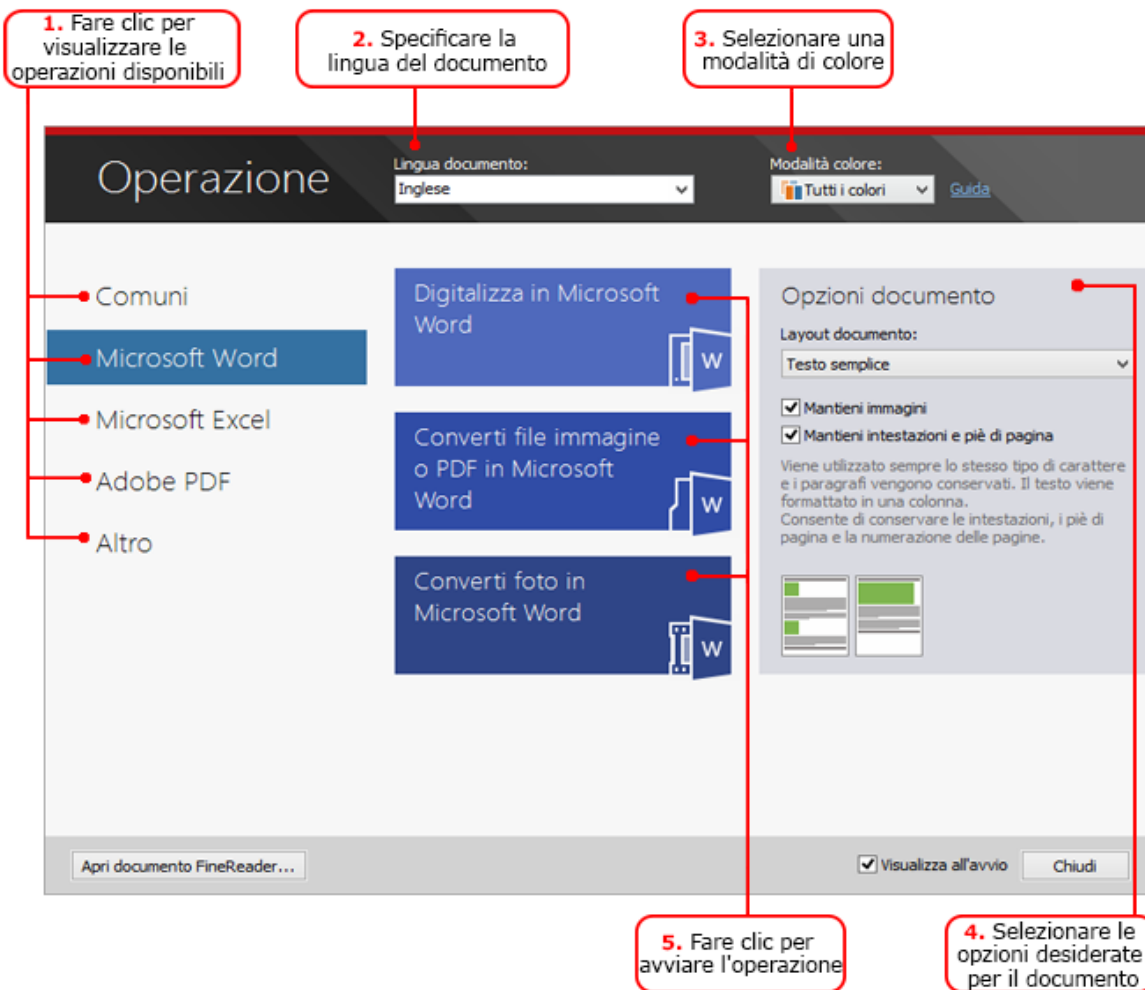 1. Fare clic per
visualizzare le
operazioni disponibili
2. Specificare la
lingua del documento
3. Selezionare una
modalità di colore
Operazione
Lingua documento:
Inglese
Modalità colore:
Tutti i colori
Guida
Comuni
Microsoft Word
Microsoft Excel
Adobe PDF
Altro
Digitalizza in Microsoft
Word
W
Converti file immagine
o PDF in Microsoft
Word
W
Converti foto in
Microsoft Word
W
Opzioni documento
Layout documento:
Testo semplice
Mantieni immagini
Mantieni intestazioni e piè di pagina
Viene utilizzato sempre lo stesso tipo di carattere
e i paragrafi vengono conservati. Il testo viene
formattato in una colonna.
Consente di conservare le intestazioni, i piè di
pagina e la numerazione delle pagine.
Apri documento FineReader...
Visualizza all'avvio
Chiudi
5. Fare clic per
avviare l'operazione
4. Selezionare le
opzioni desiderate
per il documento